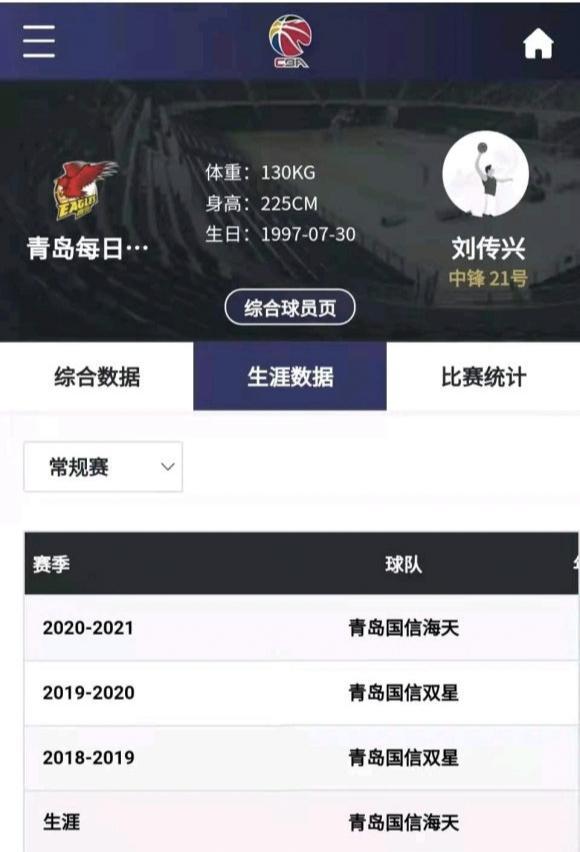 CBA
体重：130KG
身高：225CM
生日：1997-07-30
EAGLES
青岛每日…
刘传兴
中锋 21号
综合球员页
综合数据 生涯数据 比赛统计
常规赛
赛季 球队
2020-2021 青岛国信海天
2019-2020 青岛国信双星
2018-2019 青岛国信双星
生涯 青岛国信海天